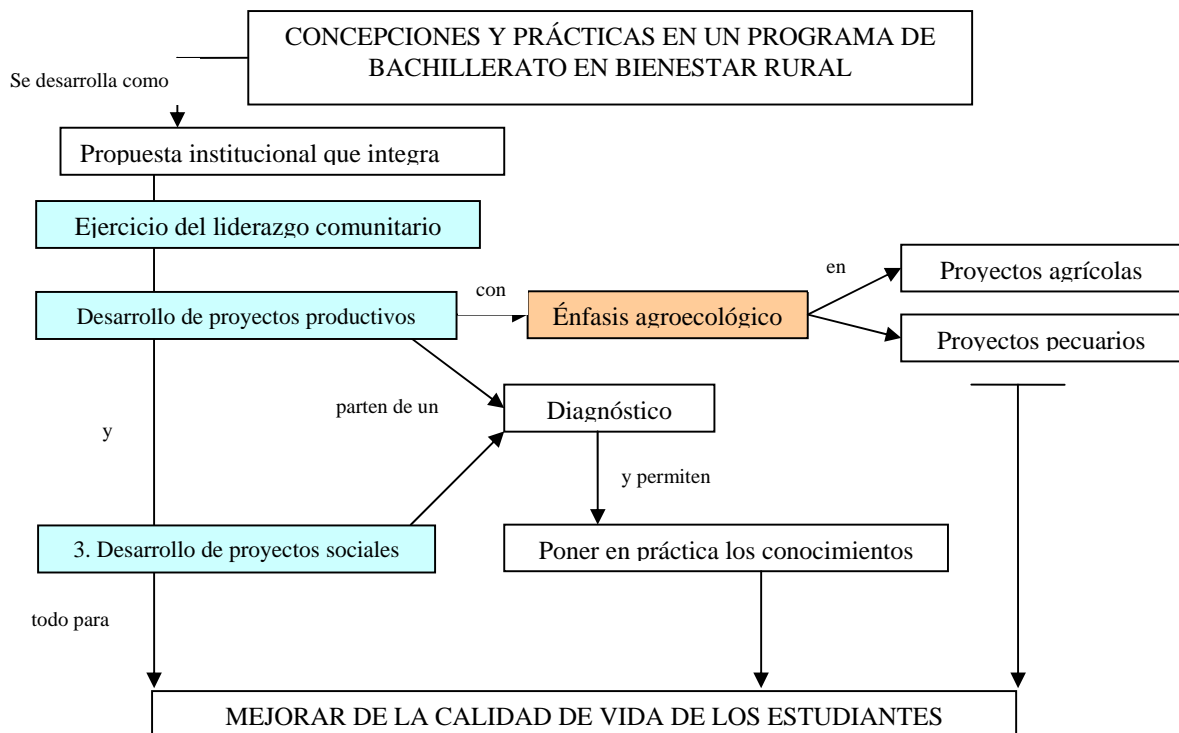 CONCEPCIONES Y PRÁCTICAS EN UN PROGRAMA DE
BACHILLERATO EN BIENESTAR RURAL
Se desarrolla como
Propuesta institucional que integra
Ejercicio del liderazgo comunitario
en
Proyectos agrícolas
con
Desarrollo de proyectos productivos
Énfasis agroecológico
Proyectos pecuarios
parten de un
Diagnóstico
y
y permiten
3. Desarrollo de proyectos sociales
Poner en práctica los conocimientos
todo para
MEJORAR DE LA CALIDAD DE VIDA DE LOS ESTUDIANTES